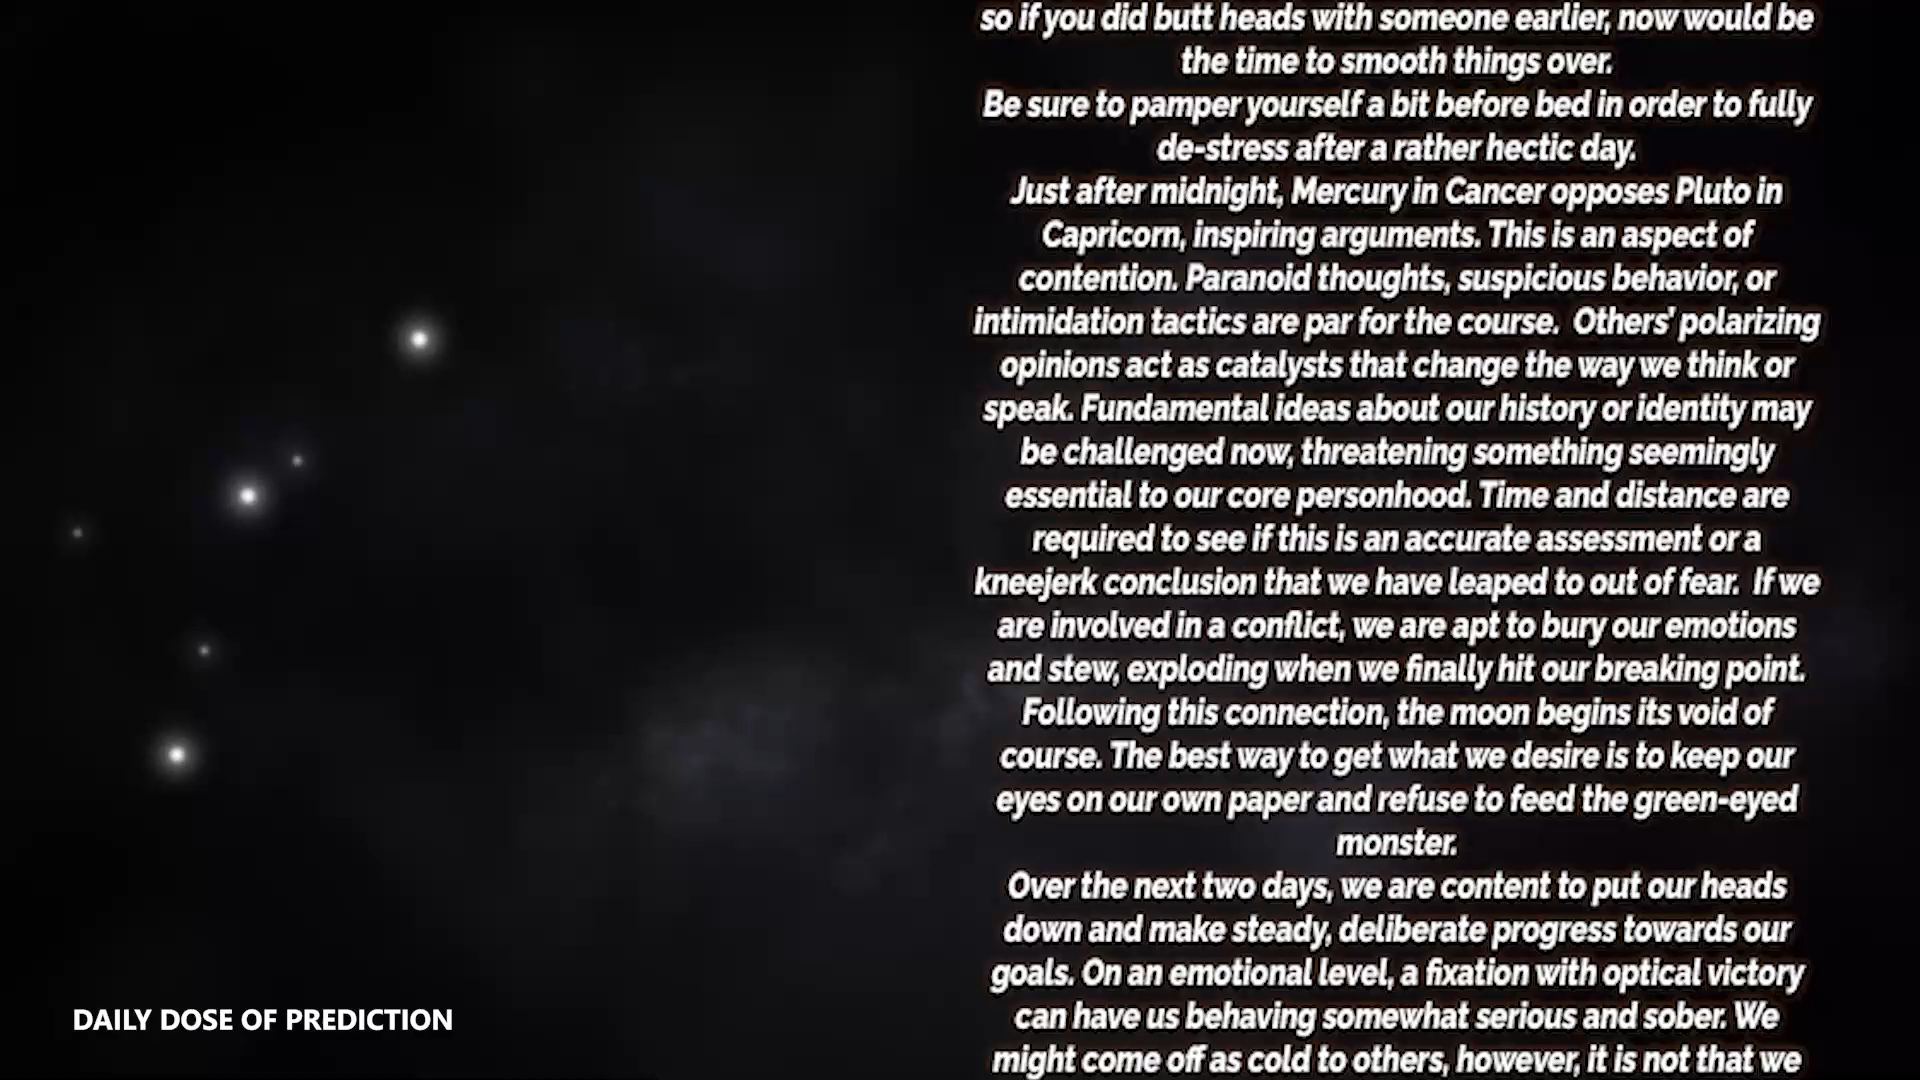 so if you did butt heads with someone earlier, now would be
the time to smooth things over.
Be sure to pamper yourself a bit before bed in order to fully
de-stress after a rather hectic day.
Just after midnight, Mercury in Cancer opposes Pluto in
Capricorn, inspiring arguments. This is an aspect of
contention. Paranoid thoughts, suspicious behavior, or
intimidation tactics are par for the course.  Others' polarizing
opinions act as catalysts that change the way we think or
speak. Fundamental ideas about our history or identity may
be challenged now, threatening something seemingly
essential to our core personhood. Time and distance are
required to see if this is an accurate assessment or a
kneejerk conclusion that we have leaped to out of fear.  If we
are involved in a conflict, we are apt to bury our emotions
and stew, exploding when we finally hit our breaking point.
Following this connection, the moon begins its void of
course. The best way to get what we desire is to keep our
eyes on our own paper and refuse to feed the green-eyed
monster.
Over the next two days, we are content to put our heads
down and make steady, deliberate progress towards our
goals. On an emotional level, a fixation with optical victory
can have us behaving somewhat serious and sober. We
might come off as cold to others, however, it is not that we
DAILY DOSE OF PREDICTION